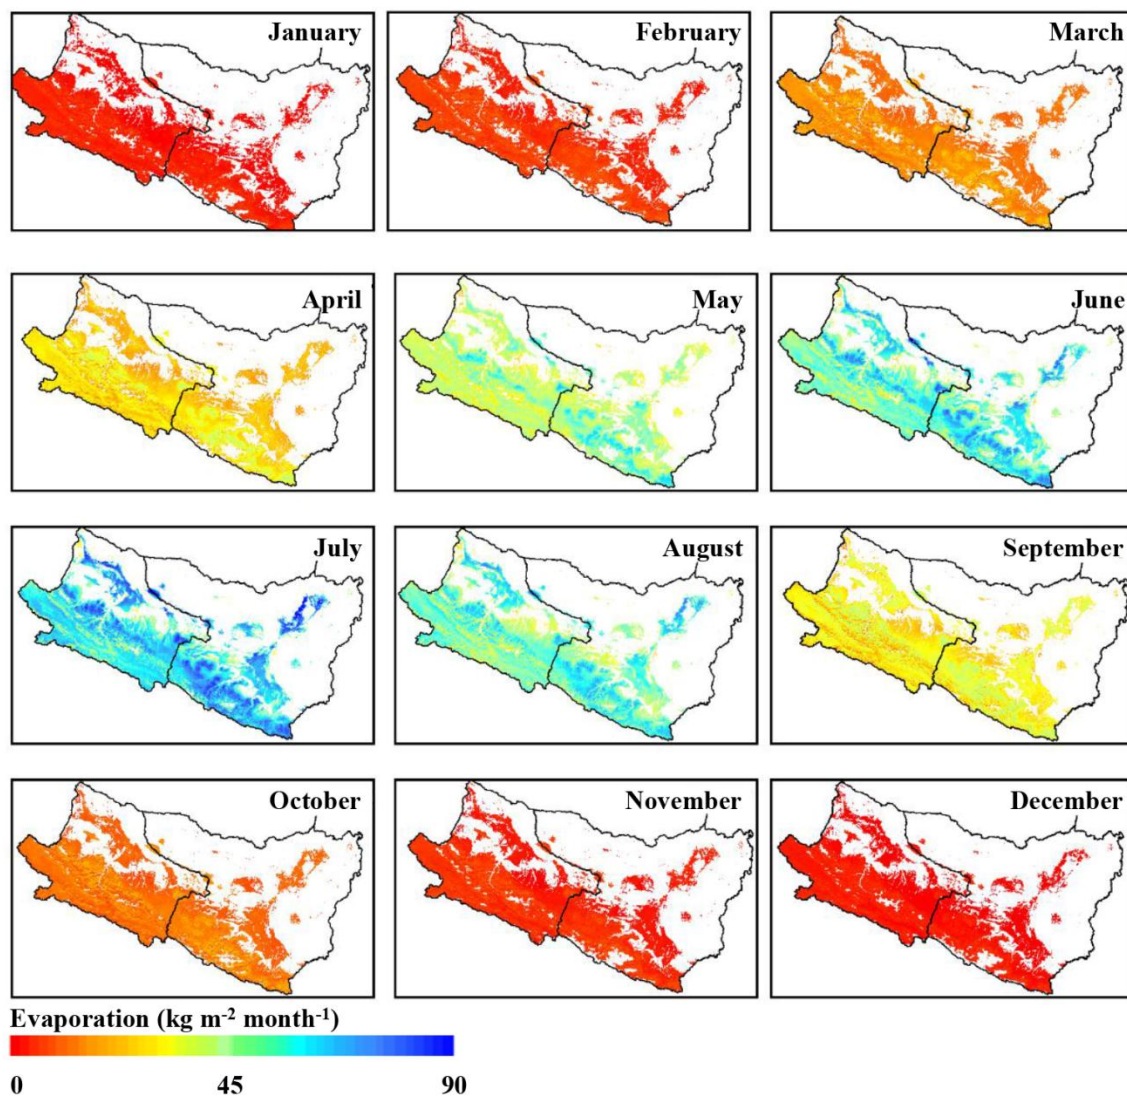 January
February
March
April
May
June
July
August
September
October
November
December
Evaporation (kg m⁻² month⁻¹)
0 45 90